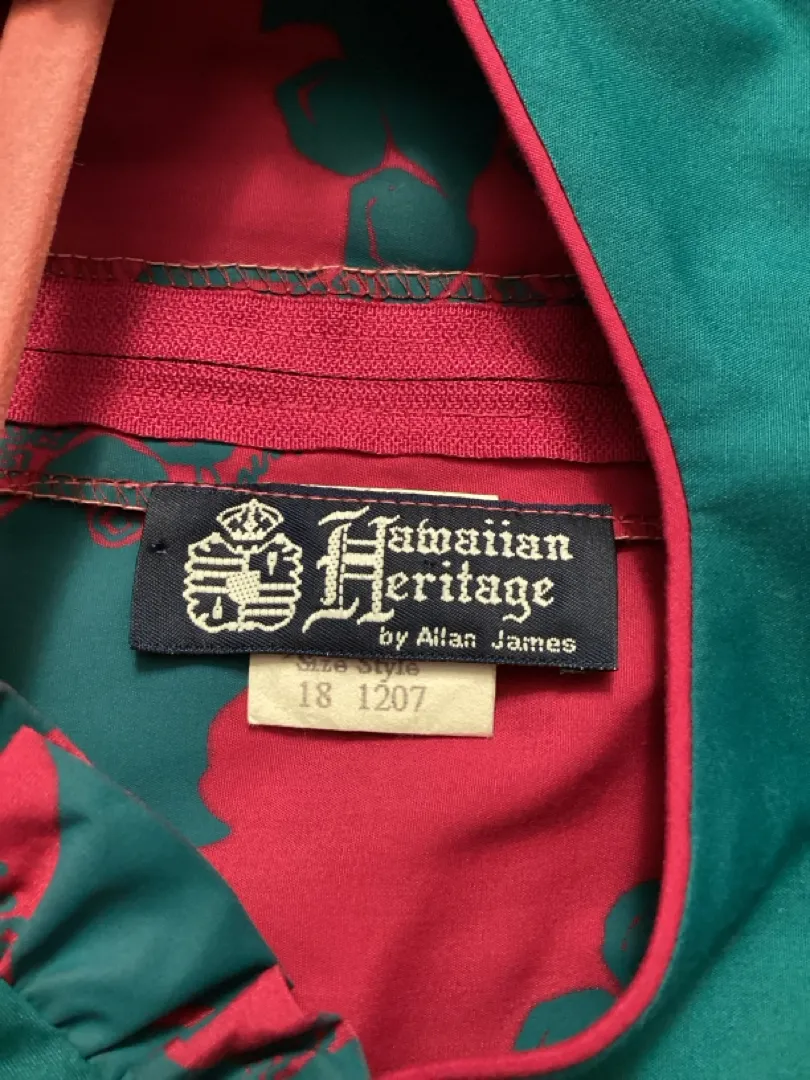 Hawaiian
Heritage
by Allan James
Size Style
18 1207